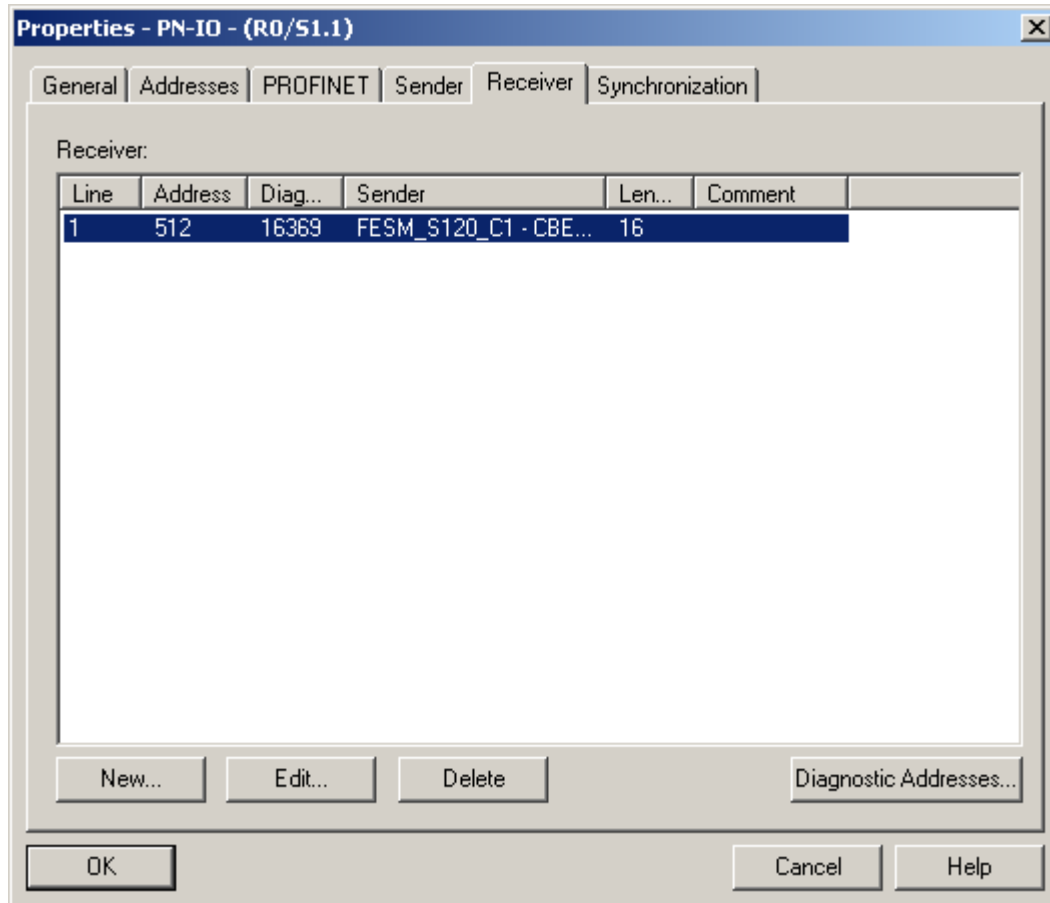 Properties - PN-IO - (R0/S1.1)
General Addresses PROFINET Sender Receiver Synchronization
Receiver:
Line Address Diag... Sender Len... Comment
1 512 16369 FESM_S120_C1 - CBE... 16
New... Edit... Delete Diagnostic Addresses...
OK Cancel Help